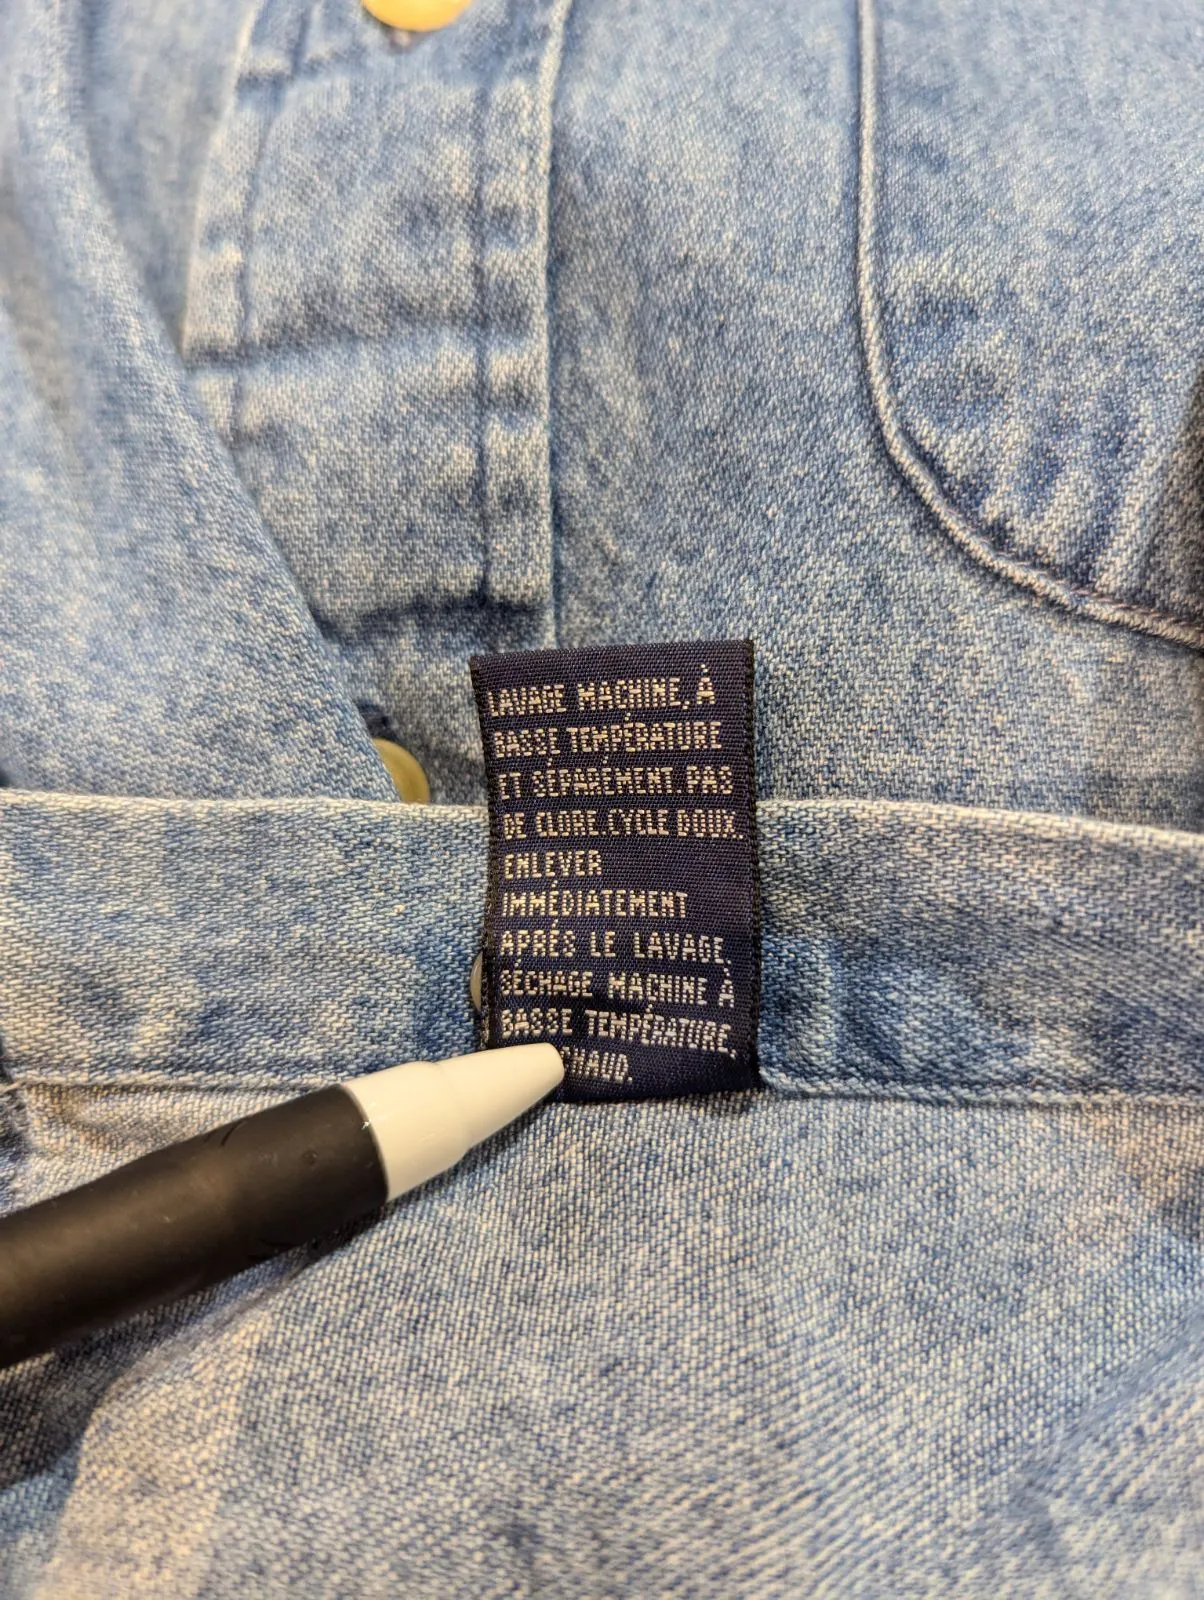 LAVAGE MACHINE, À
BASSE TEMPÉRATURE
ET SÉPARÉMENT PAS
DE CLORE. CYCLE DOUX.
ENLEVER
IMMÉDIATEMENT
APRÉS LE LAVAGE,
SÉCHAGE MACHINE À
BASSE TEMPÉRATURE,